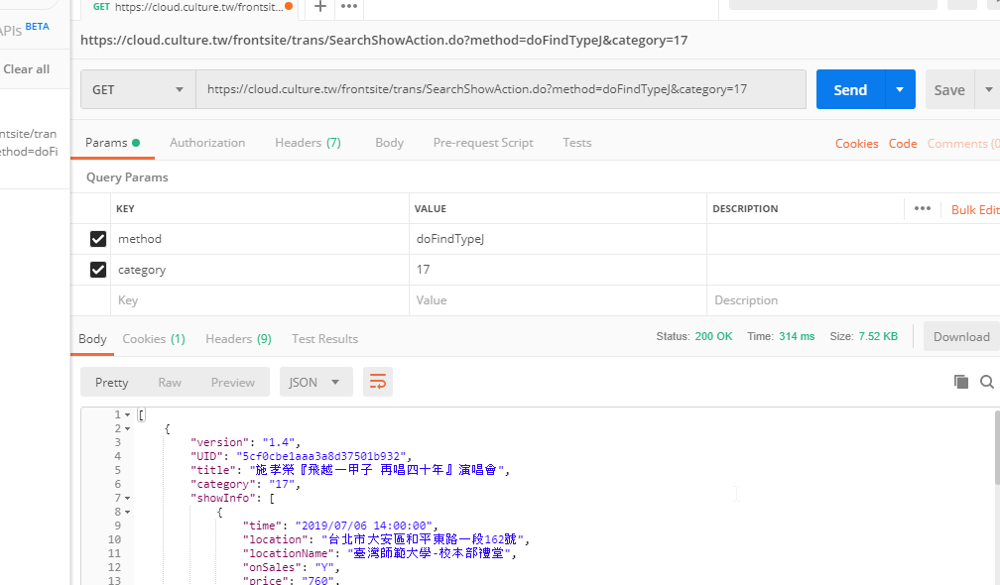 GET https://cloud.culture.tw/frontsit...
APIs BETA
https://cloud.culture.tw/frontsite/trans/SearchShowAction.do?method=doFindTypeJ&category=17
Clear all
GET https://cloud.culture.tw/frontsite/trans/SearchShowAction.do?method=doFindTypeJ&category=17 Send Save
ntsite/tran
ethod=doFi
Params Authorization Headers (7) Body Pre-request Script Tests Cookies Code Comments (0
Query Params
KEY VALUE DESCRIPTION ••• Bulk Edit
method doFindTypeJ
category 17
Key Value Description
Body Cookies (1) Headers (9) Test Results Status: 200 OK Time: 314 ms Size: 7.52 KB Download
Pretty Raw Preview JSON
1 [
2 {
3 "version": "1.4",
4 "UID": "5cf0cbe1aaa3a8d37501b932",
5 "title": "施孝榮『飛越一甲子 再唱四十年』演唱會",
6 "category": "17",
7 "showInfo": [
8 {
9 "time": "2019/07/06 14:00:00",
10 "location": "台北市大安區和平東路一段162號",
11 "locationName": "臺灣師範大學-校本部禮堂",
12 "onSales": "Y",
13 "price": "760",